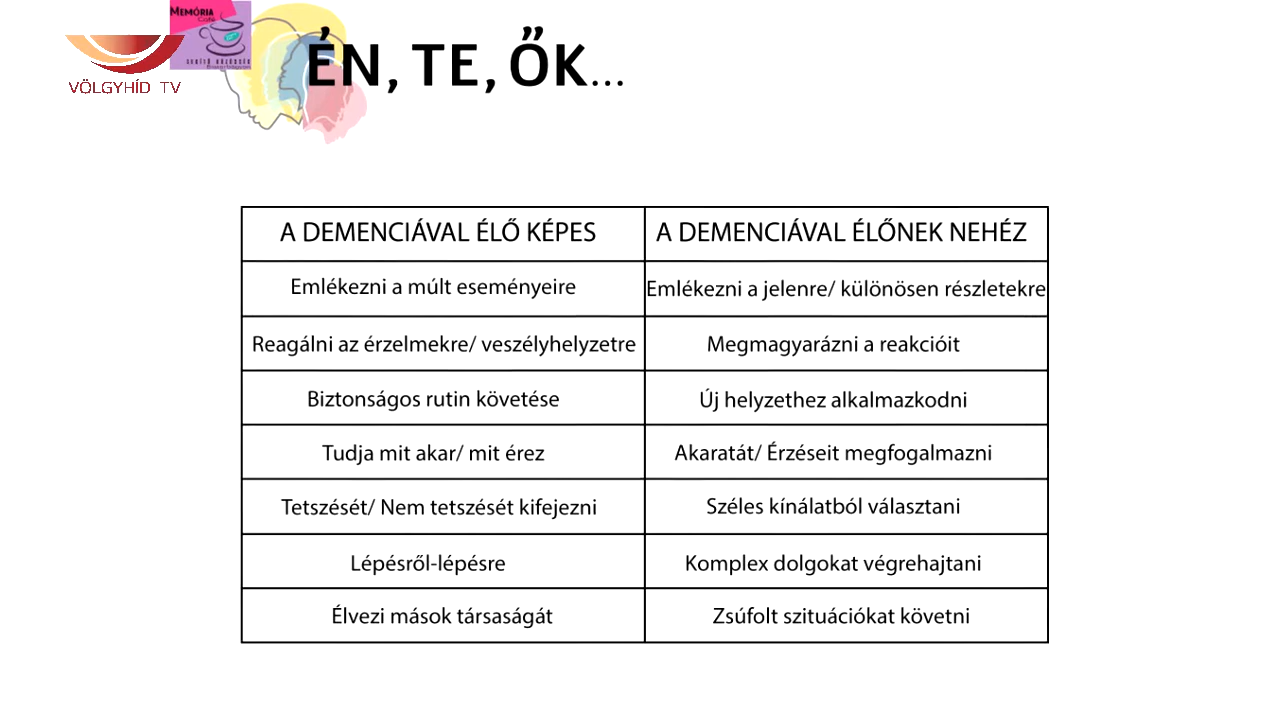 MEMÓRIA
Café
SEGÍTŐ KÖZÖSSÉG
VÖLGYHÍD TV
ÉN, TE, ŐK...
A DEMENCIÁVAL ÉLŐ KÉPES
A DEMENCIÁVAL ÉLŐNEK NEHÉZ
Emlékezni a múlt eseményeire
Emlékezni a jelenre/ különösen részletekre
Reagálni az érzelmekre/ veszélyhelyzetre
Megmagyarázni a reakcióit
Biztonságos rutin követése
Új helyzethez alkalmazkodni
Tudja mit akar/ mit érez
Akaratát/ Érzéseit megfogalmazni
Tetszését/ Nem tetszését kifejezni
Széles kínálatból választani
Lépésről-lépésre
Komplex dolgokat végrehajtani
Élvezi mások társaságát
Zsúfolt szituációkat követni